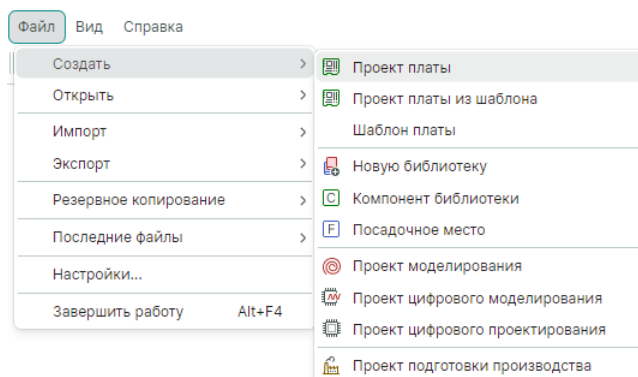 Файл Вид Справка
Создать
Открыть
Импорт
Экспорт
Резервное копирование
Последние файлы
Настройки...
Завершить работу Alt+F4
Проект платы
Проект платы из шаблона
Шаблон платы
Новую библиотеку
C Компонент библиотеки
F Посадочное место
Проект моделирования
Проект цифрового моделирования
Проект цифрового проектирования
Проект подготовки производства